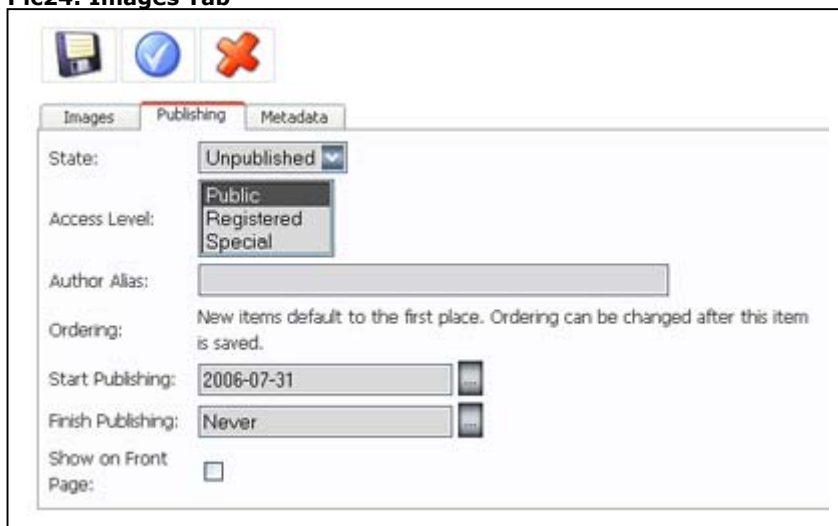 Pic24: Images Tab
Images Publishing Metadata
State: Unpublished
Access Level: Public
Registered
Special
Author Alias:
Ordering: New items default to the first place. Ordering can be changed after this item
is saved.
Start Publishing: 2006-07-31 ...
Finish Publishing: Never ...
Show on Front
Page: